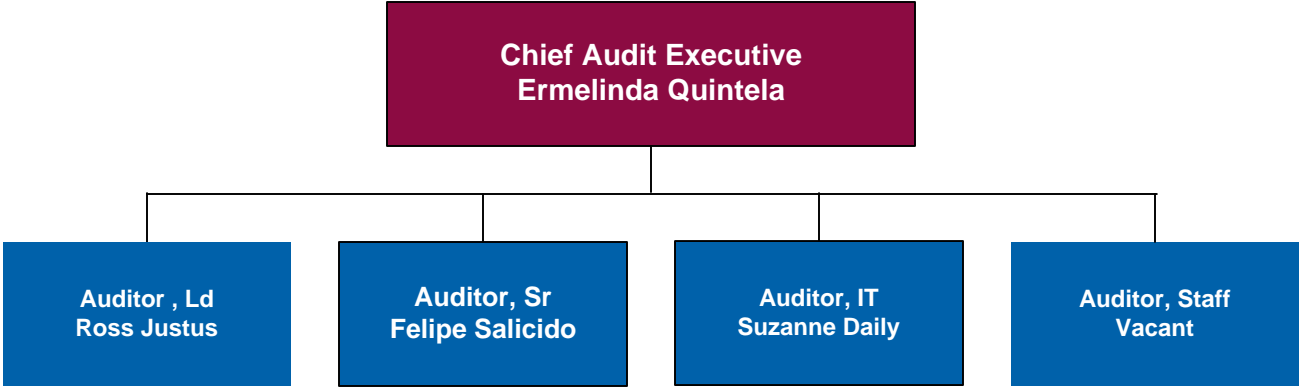 Chief Audit Executive
Ermelinda Quintela
Auditor , Ld
Ross Justus
Auditor, Sr
Felipe Salicido
Auditor, IT
Suzanne Daily
Auditor, Staff
Vacant